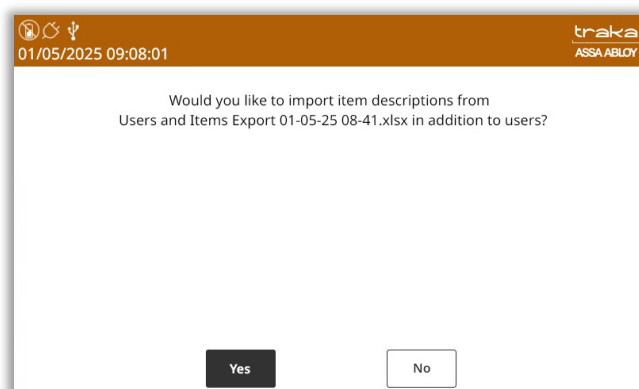 traka
01/05/2025 09:08:01
ASSA ABLOY
Would you like to import item descriptions from
Users and Items Export 01-05-25 08-41.xlsx in addition to users?
Yes
No